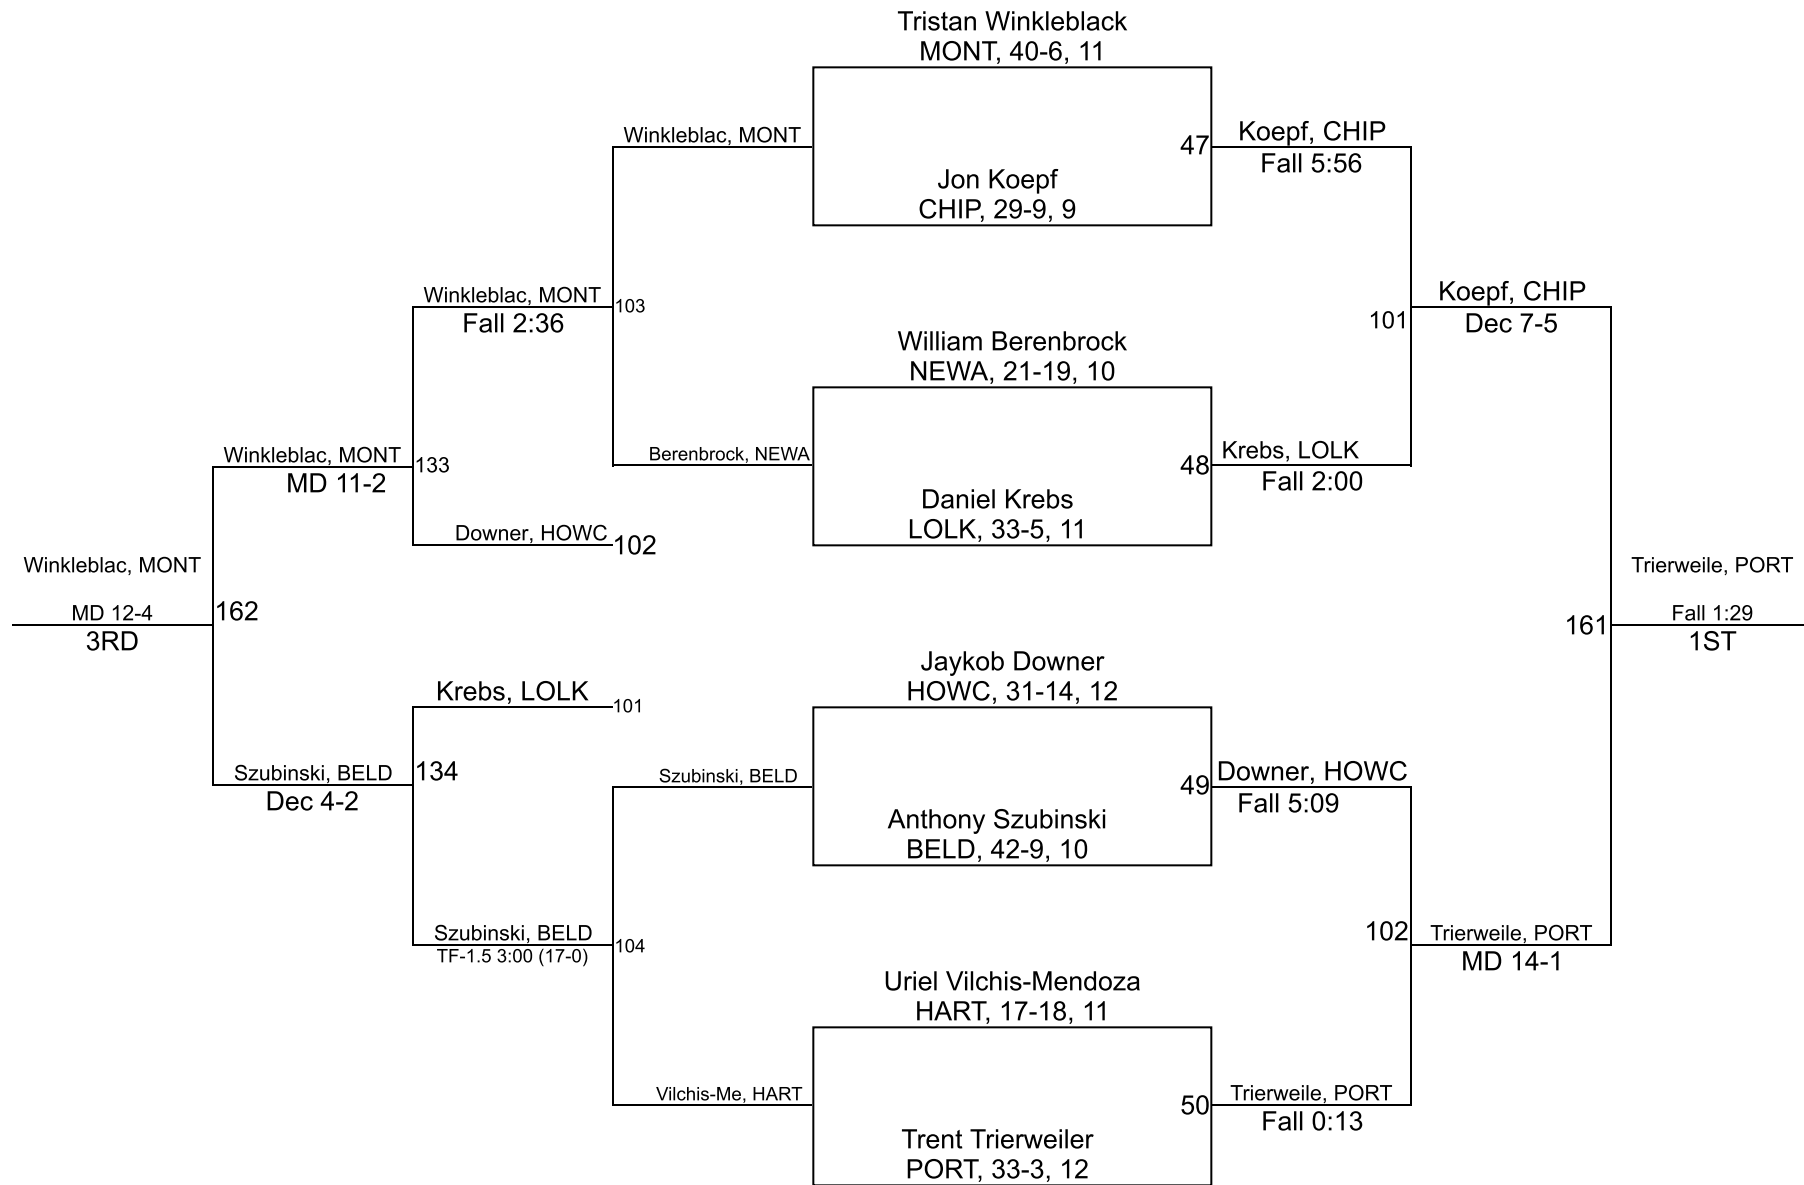 Tristan Winkleblack
MONT, 40-6, 11
Winkleblac, MONT
47
Koepf, CHIP
Fall 5:56
Jon Koepf
CHIP, 29-9, 9
Winkleblac, MONT
Fall 2:36
103
Koepf, CHIP
Dec 7-5
101
William Berenbrock
NEWA, 21-19, 10
Winkleblac, MONT
MD 11-2
133
Berenbrock, NEWA
48
Krebs, LOLK
Fall 2:00
Daniel Krebs
LOLK, 33-5, 11
Downer, HOWC
102
Winkleblac, MONT
MD 12-4
3RD
162
Trierweile, PORT
Fall 1:29
1ST
161
Jaykob Downer
HOWC, 31-14, 12
Krebs, LOLK
101
Szubinski, BELD
Dec 4-2
134
Szubinski, BELD
49
Downer, HOWC
Fall 5:09
Anthony Szubinski
BELD, 42-9, 10
Szubinski, BELD
TF-1.5 3:00 (17-0)
104
102
Trierweile, PORT
MD 14-1
Uriel Vilchis-Mendoza
HART, 17-18, 11
Vilchis-Me, HART
50
Trierweile, PORT
Fall 0:13
Trent Trierweiler
PORT, 33-3, 12